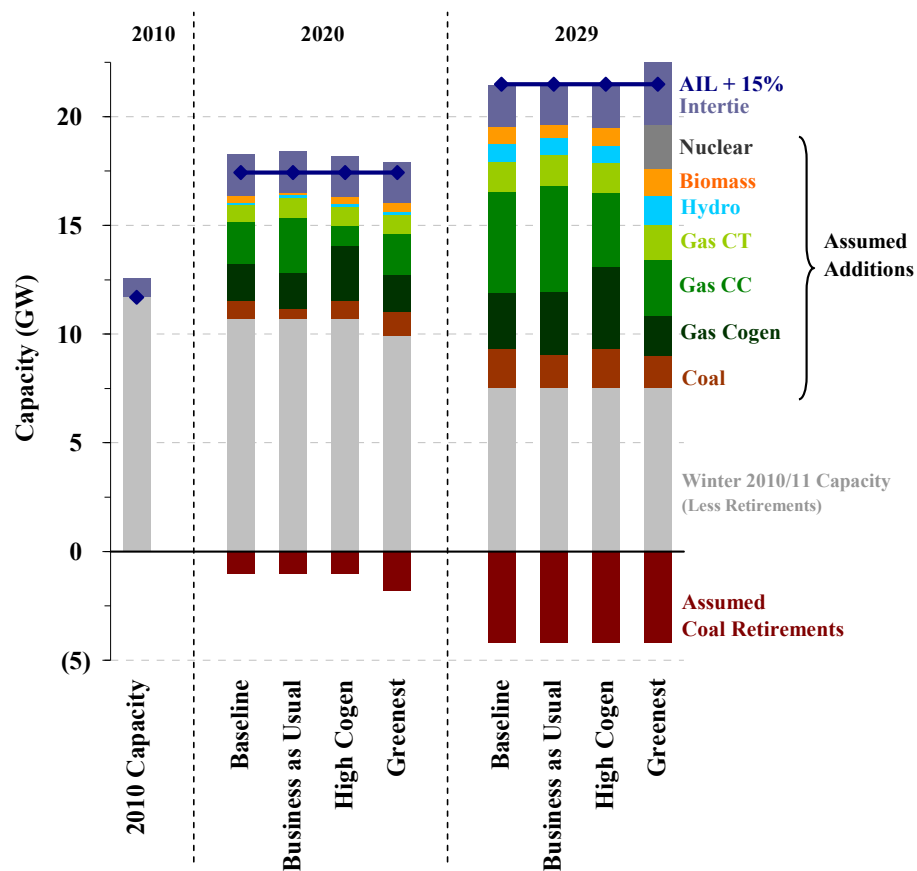 2010
2020
2029
Capacity (GW)
20
15
10
5
0
(5)
AIL + 15%
Intertie
Nuclear
Biomass
Hydro
Gas CT
Gas CC
Gas Cogen
Coal
Assumed
Additions
Winter 2010/11 Capacity
(Less Retirements)
Assumed
Coal Retirements
2010 Capacity
Baseline
Business as Usual
High Cogen
Greenest
Baseline
Business as Usual
High Cogen
Greenest